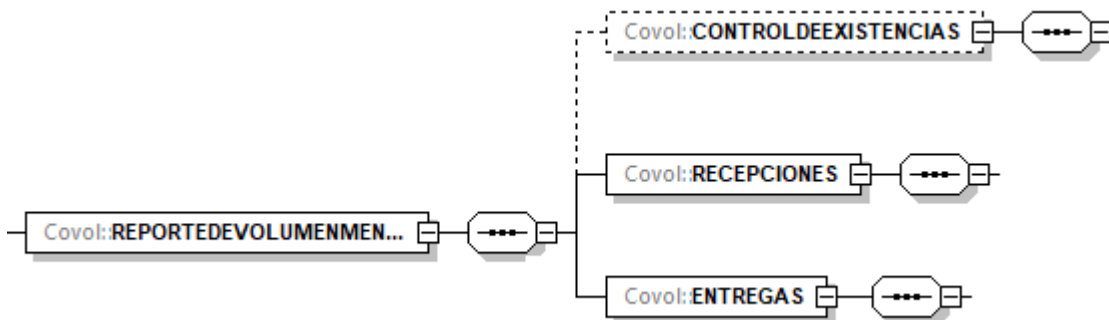 Covol::CONTROLDEEXISTENCIAS
Covol::RECEPCIONES
Covol::REPORTEDEVOLUMENMEN...
Covol::ENTREGAS